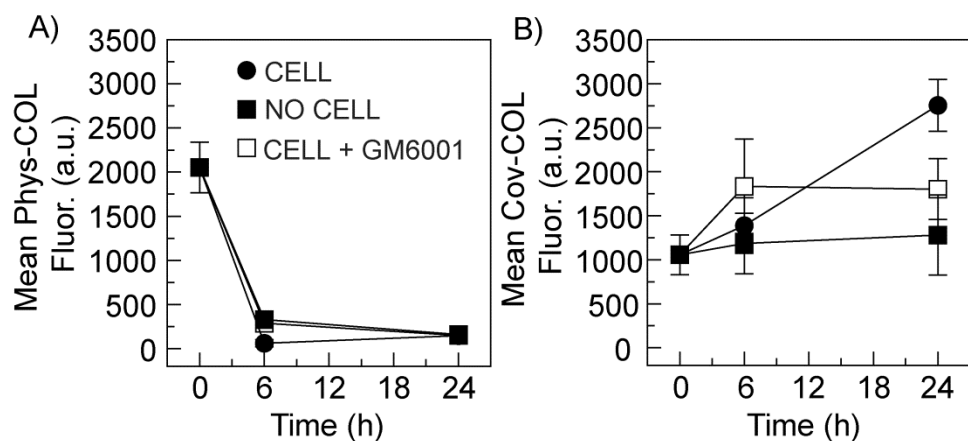 A)
Mean Phys-COL
Fluor. (a.u.)
3500
3000
2500
2000
1500
1000
500
0
CELL
NO CELL
CELL + GM6001
0 6 12 18 24
Time (h)
B)
Mean Cov-COL
Fluor. (a.u.)
3500
3000
2500
2000
1500
1000
500
0
0 6 12 18 24
Time (h)